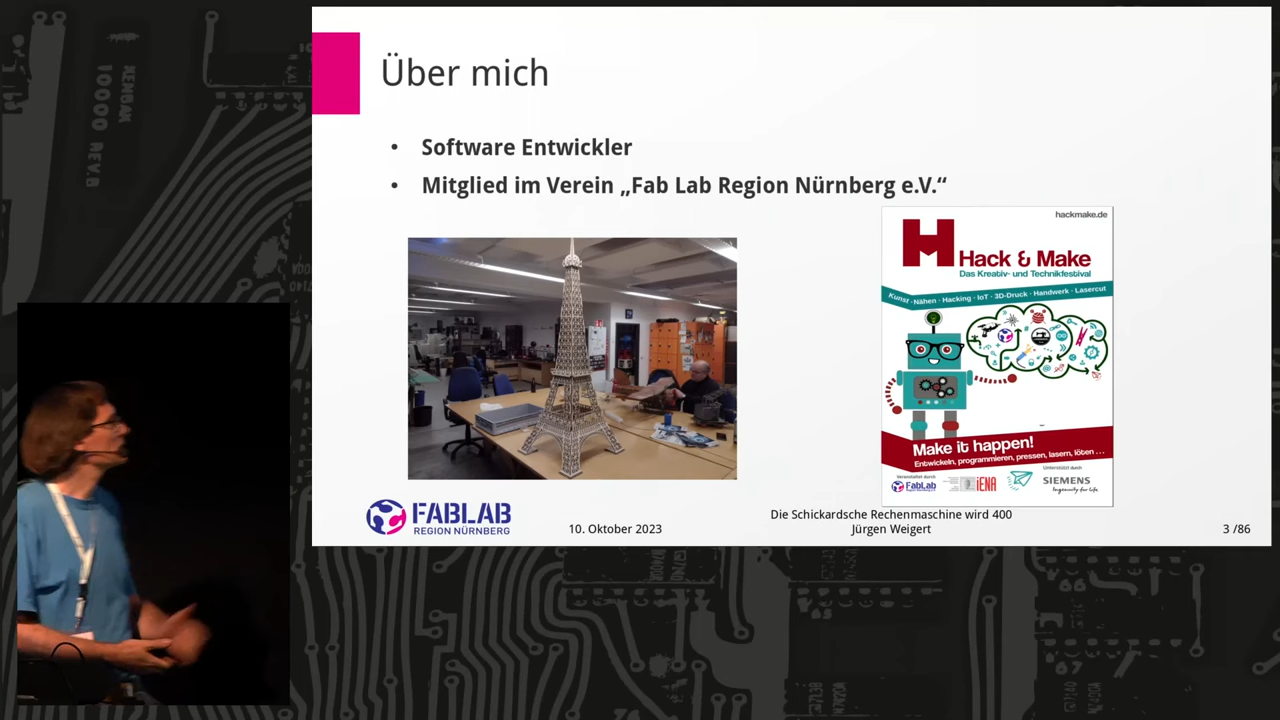 Über mich
• Software Entwickler
• Mitglied im Verein „Fab Lab Region Nürnberg e.V.“
hackmake.de
Hack & Make
Das Kreativ- und Technikfestival
Kunst · Nähen · Hacking · IoT · 3D-Druck · Handwerk · Lasercut
Make it happen!
Entwickeln, programmieren, pressen, lasern, löten ...
Veranstaltet durch
Unterstützt durch
FabLab
iENA
SIEMENS
Ingenuity for life
FABLAB
REGION NÜRNBERG
10. Oktober 2023
Die Schickardsche Rechenmaschine wird 400
Jürgen Weigert
3 /86
KENBAK
10000 REV.B